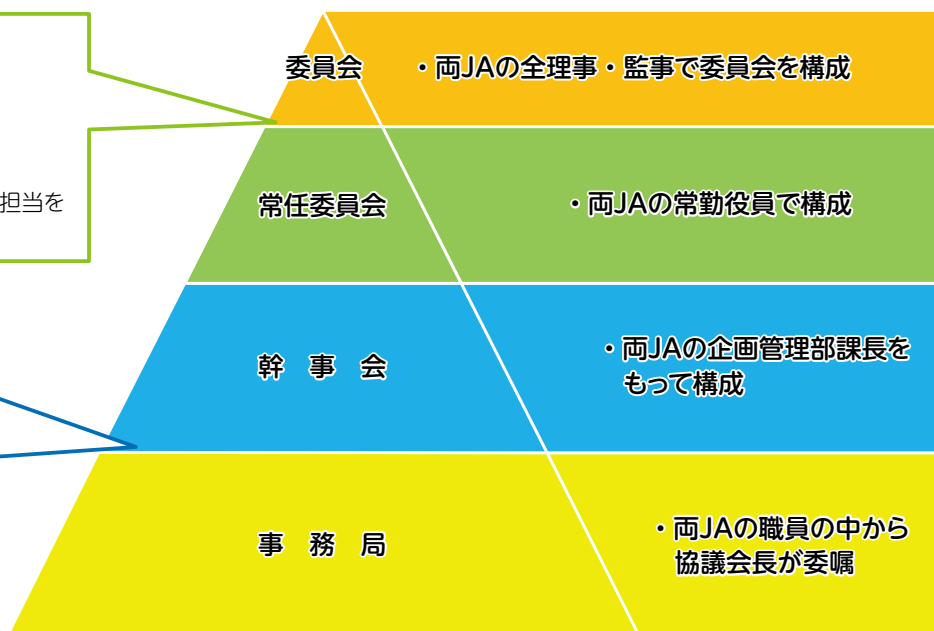 委員会
・両JAの全理事・監事で委員会を構成
担当を
常任委員会
・両JAの常勤役員で構成
幹　事　会
・両JAの企画管理部課長を
もって構成
事　務　局
・両JAの職員の中から
協議会長が委嘱